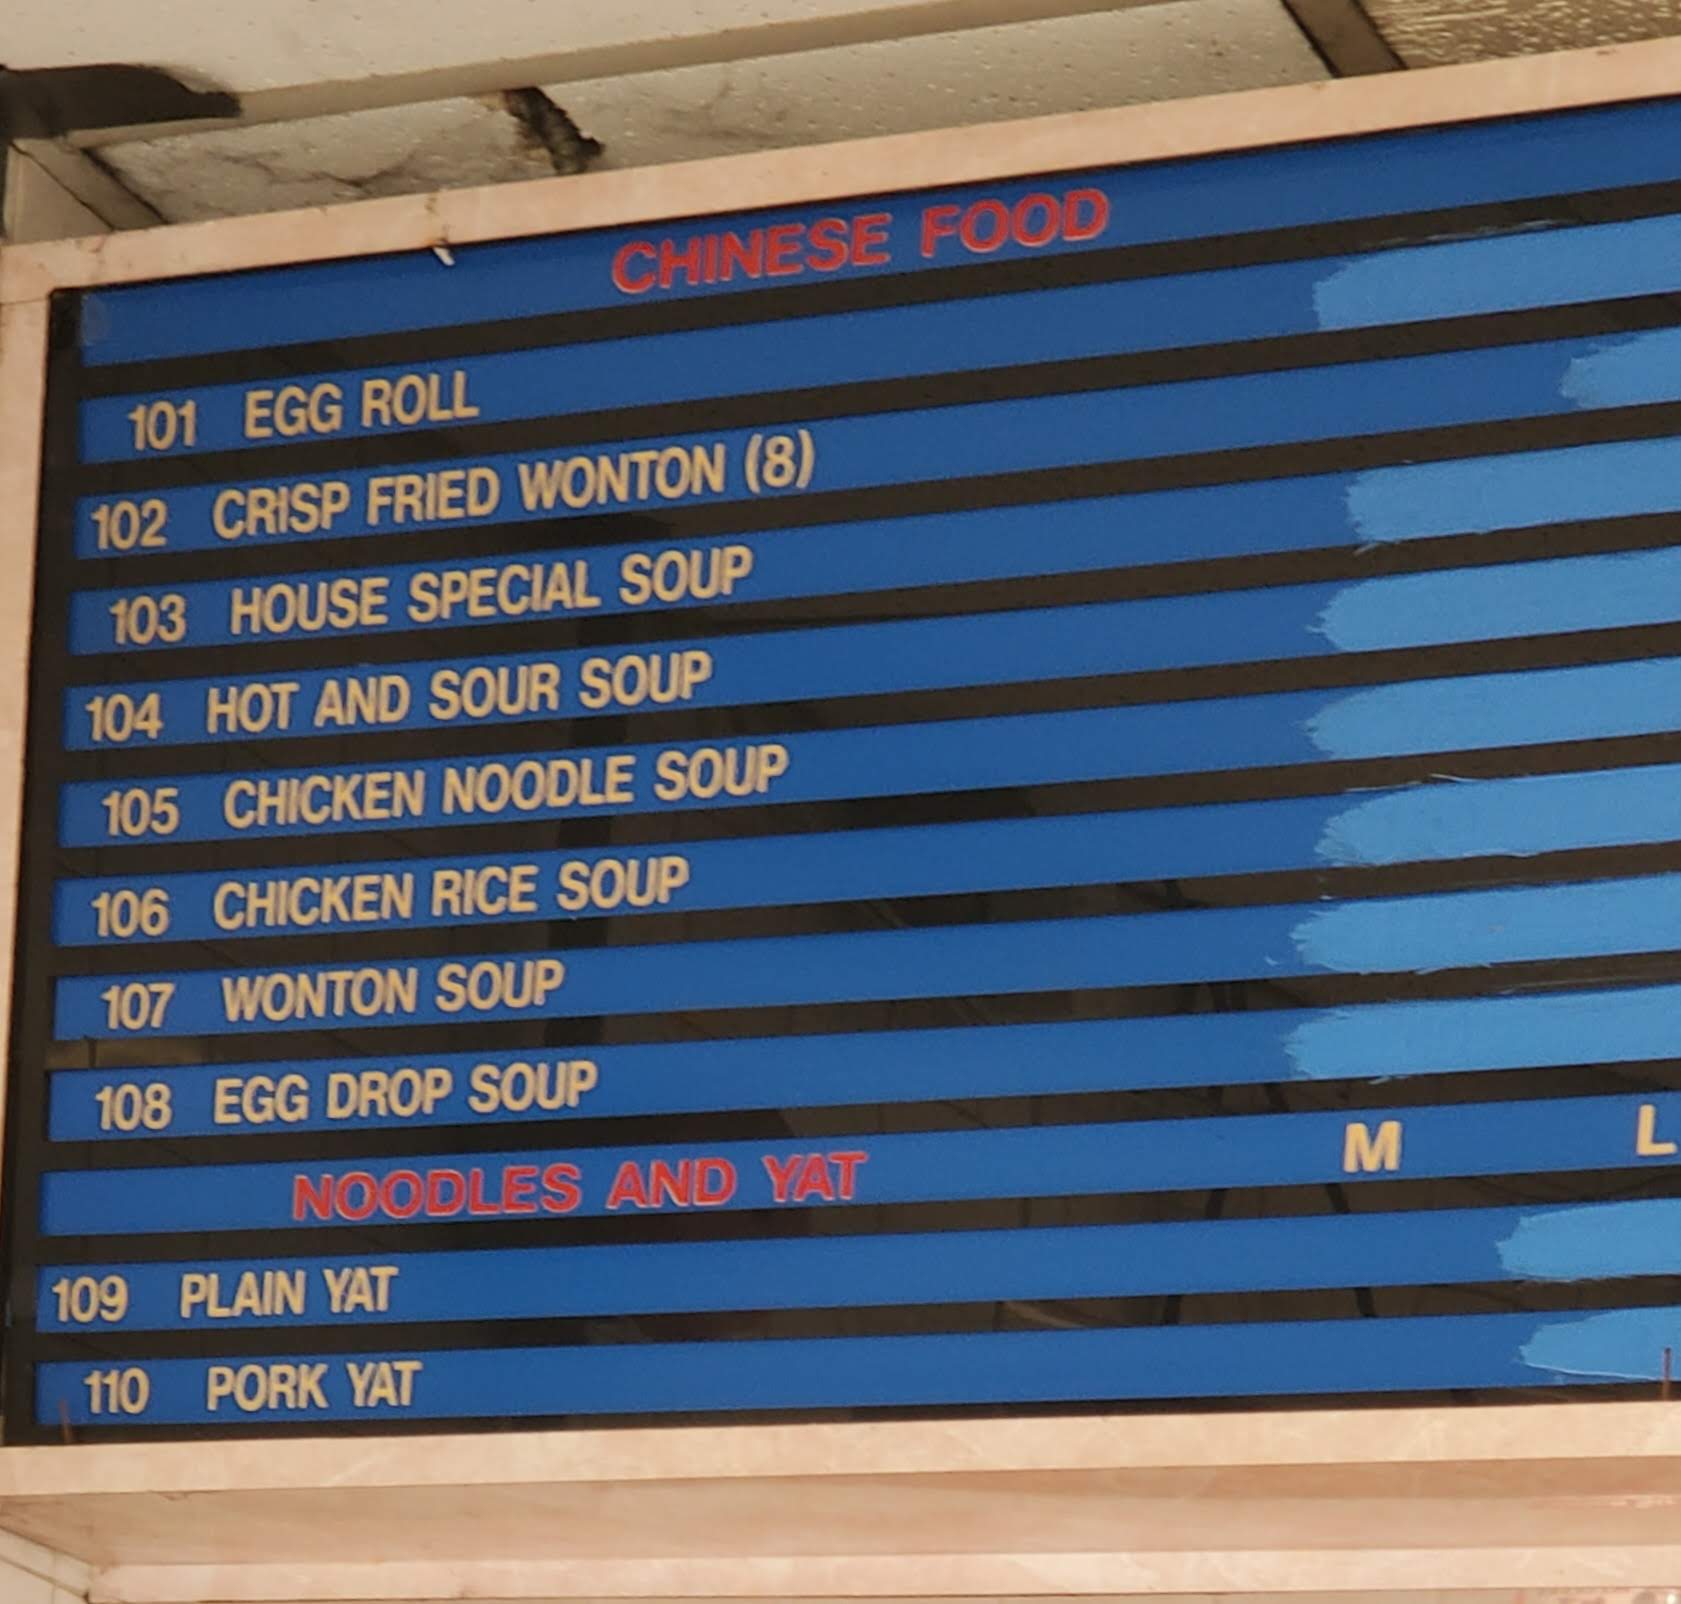 CHINESE FOOD
101 EGG ROLL
102 CRISP FRIED WONTON (8)
103 HOUSE SPECIAL SOUP
104 HOT AND SOUR SOUP
105 CHICKEN NOODLE SOUP
106 CHICKEN RICE SOUP
107 WONTON SOUP
108 EGG DROP SOUP
NOODLES AND YAT M L
109 PLAIN YAT
110 PORK YAT